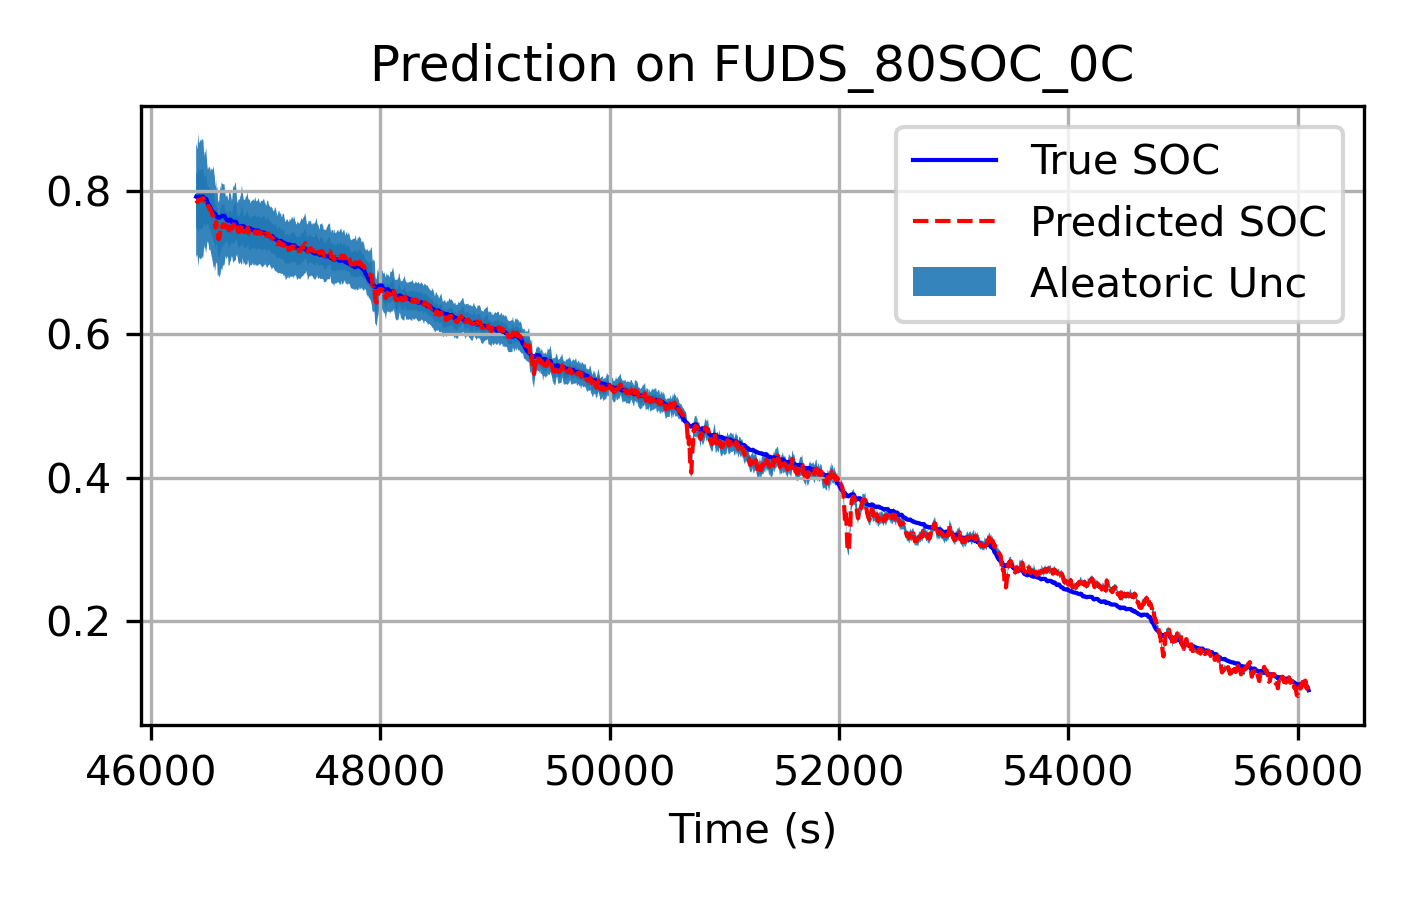 Prediction on FUDS_80SOC_0C
True SOC
Predicted SOC
Aleatoric Unc
0.8
0.6
0.4
0.2
46000 48000 50000 52000 54000 56000
Time (s)